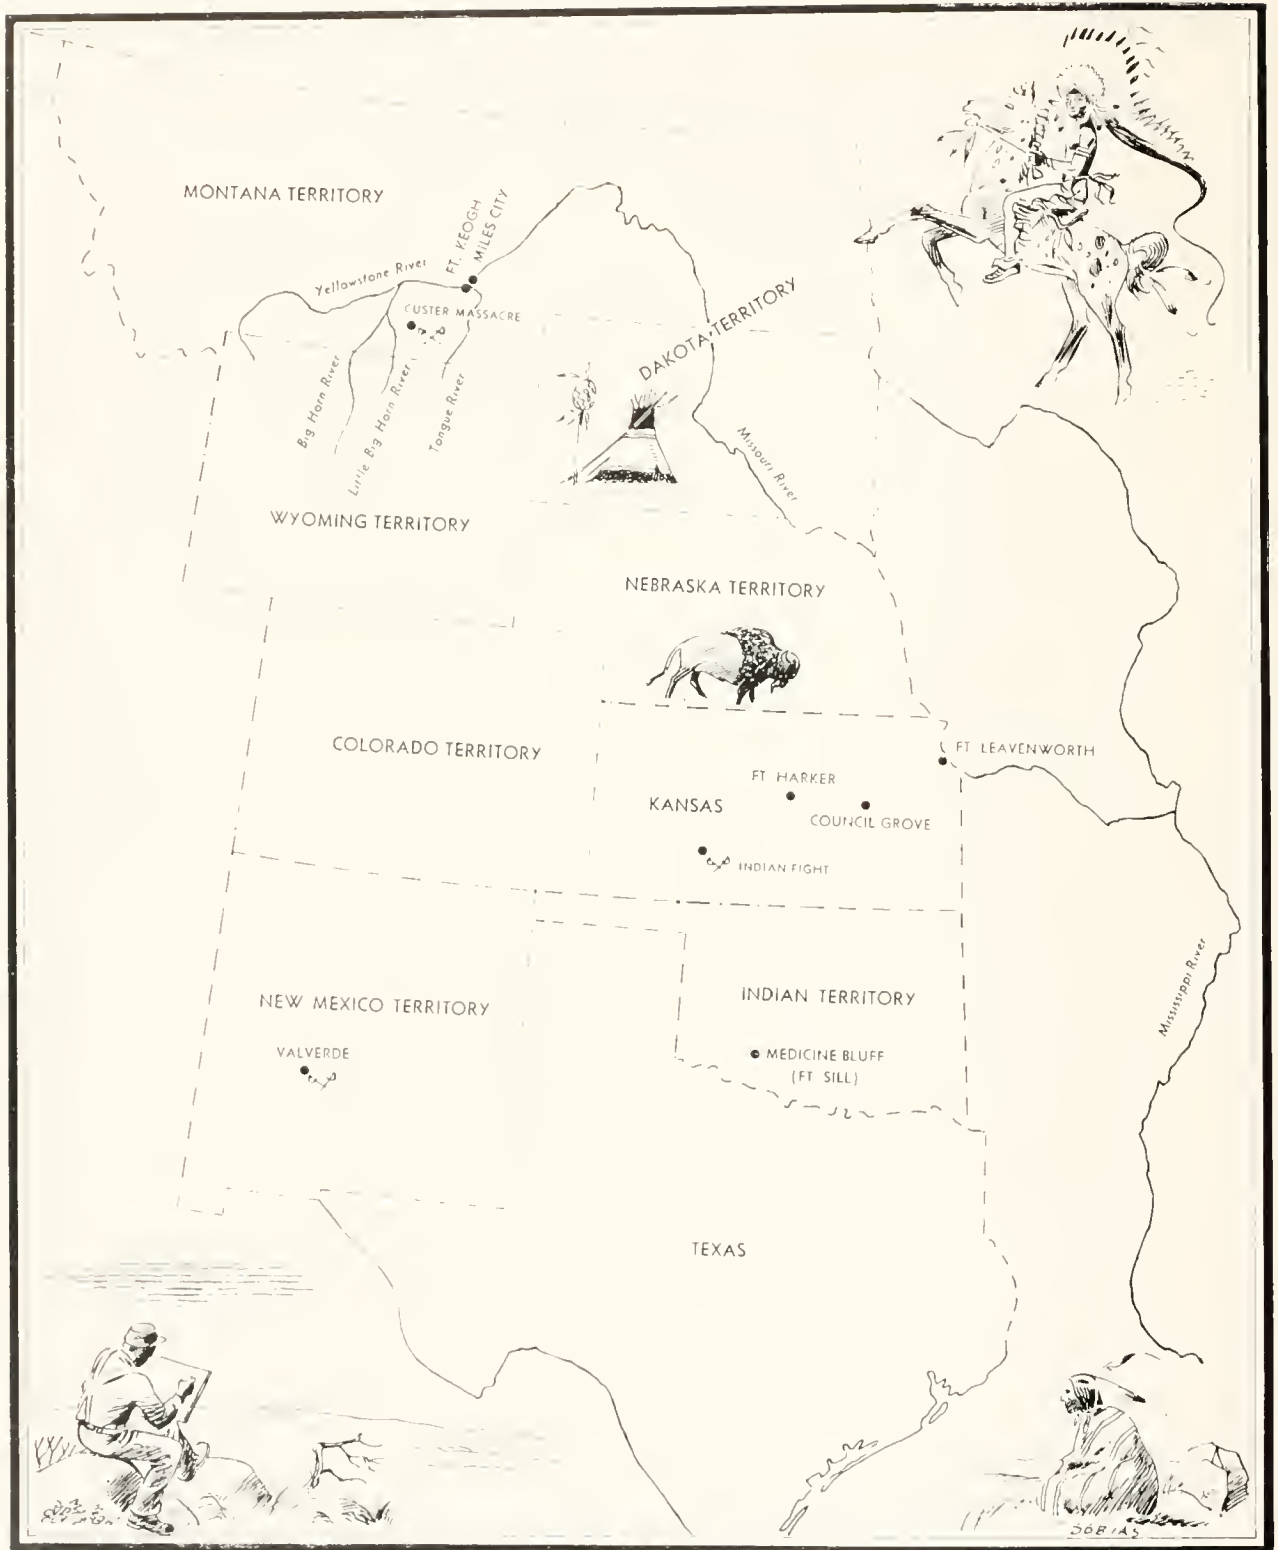 MONTANA TERRITORY
FT. KEOGH
MILES CITY
Yellowstone River
CUSTER MASSACRE
DAKOTA TERRITORY
Big Horn River
Little Big Horn River
Tongue River
Missouri River
WYOMING TERRITORY
NEBRASKA TERRITORY
COLORADO TERRITORY
FT LEAVENWORTH
FT HARKER
KANSAS
COUNCIL GROVE
INDIAN FIGHT
Mississippi River
NEW MEXICO TERRITORY
INDIAN TERRITORY
VALVERDE
MEDICINE BLUFF
(FT SILL)
TEXAS
DOBIAS